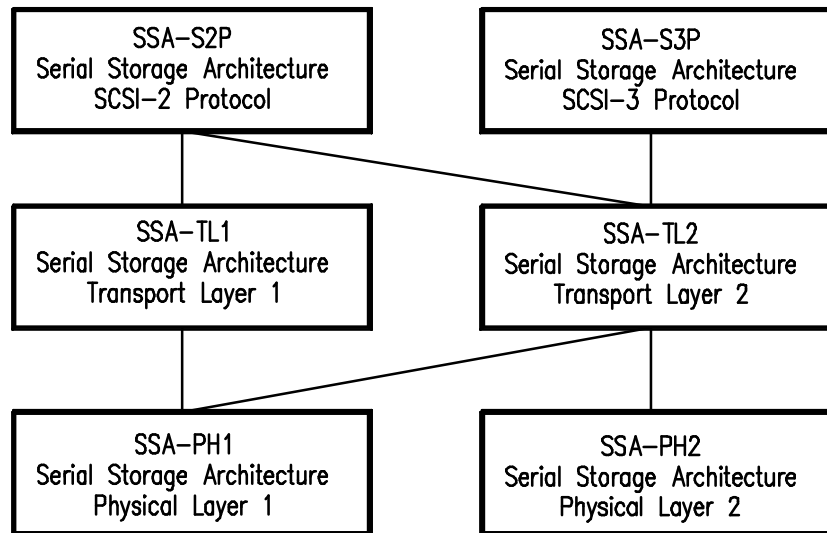 SSA-S2P
Serial Storage Architecture
SCSI-2 Protocol
SSA-S3P
Serial Storage Architecture
SCSI-3 Protocol
SSA-TL1
Serial Storage Architecture
Transport Layer 1
SSA-TL2
Serial Storage Architecture
Transport Layer 2
SSA-PH1
Serial Storage Architecture
Physical Layer 1
SSA-PH2
Serial Storage Architecture
Physical Layer 2